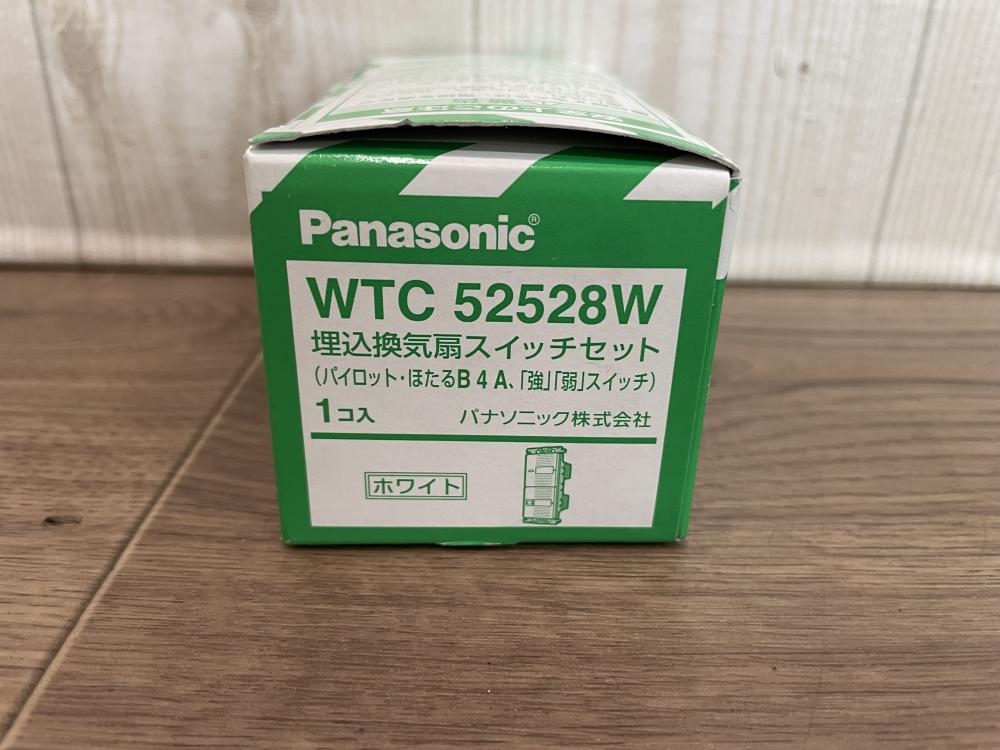 Panasonic®
WTC 52528W
埋込換気扇スイッチセット
(パイロット・ほたるB 4 A、「強」「弱」スイッチ)
1コ入 パナソニック株式会社
ホワイト